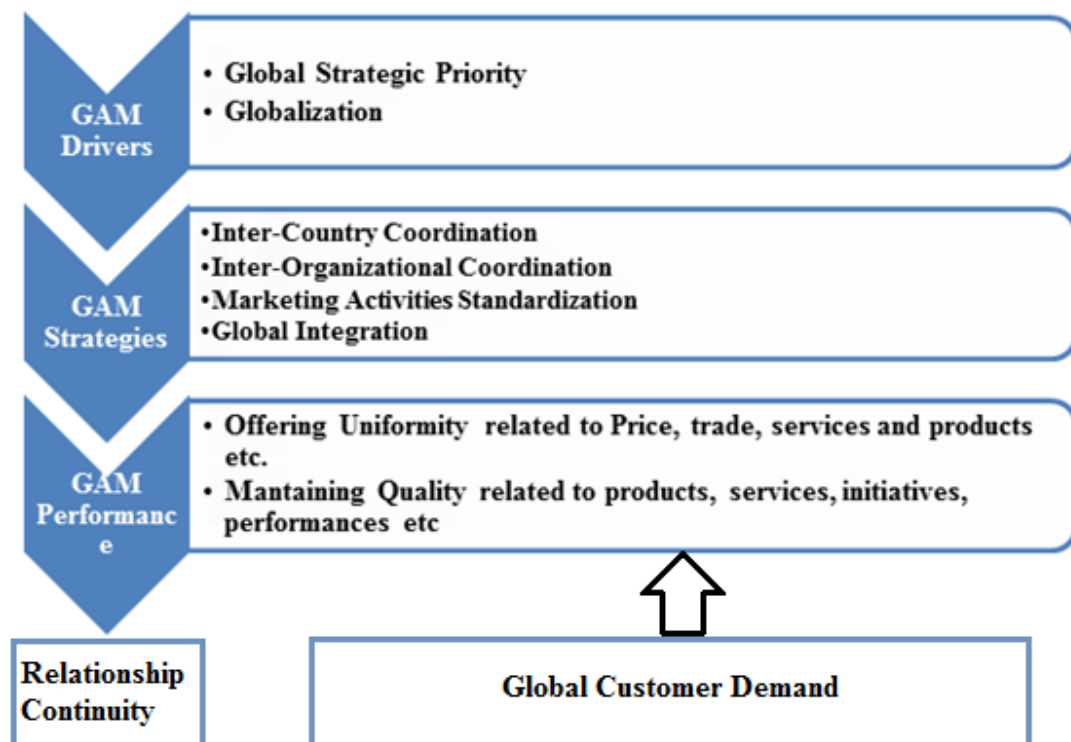 GAM
Drivers
• Global Strategic Priority
• Globalization
GAM
Strategies
•Inter-Country Coordination
•Inter-Organizational Coordination
•Marketing Activities Standardization
•Global Integration
GAM
Performanc
e
• Offering Uniformity related to Price, trade, services and products
etc.
• Mantaining Quality related to products, services, initiatives,
performances etc
Relationship
Continuity
Global Customer Demand